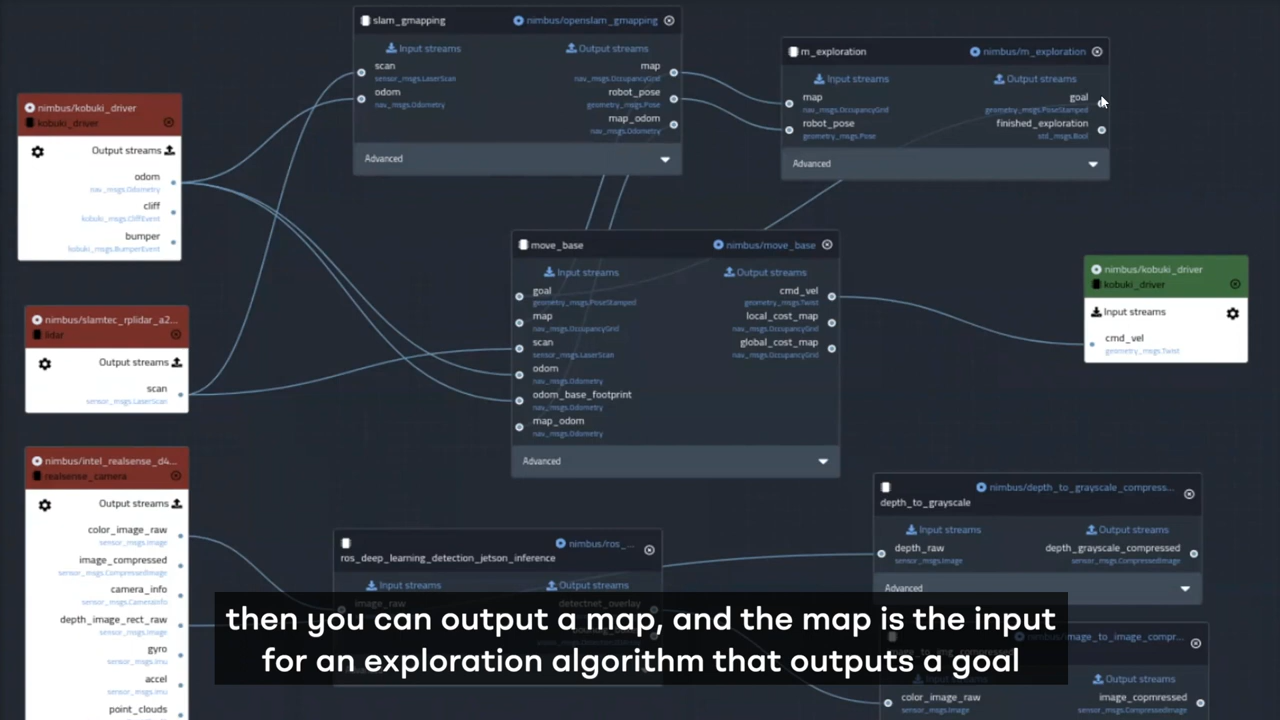 slam_gmapping
nimbus/openslam_gmapping
Input streams
Output streams
scan
sensor_msgs.LaserScan
odom
nav_msgs.Odometry
map
nav_msgs.OccupancyGrid
robot_pose
geometry_msgs.Pose
map_odom
nav_msgs.Odometry
Advanced
m_exploration
nimbus/m_exploration
Input streams
Output streams
map
nav_msgs.OccupancyGrid
robot_pose
geometry_msgs.Pose
goal
geometry_msgs.PoseStamped
finished_exploration
std_msgs.Bool
Advanced
nimbus/kobuki_driver
kobuki_driver
Output streams
odom
nav_msgs.Odometry
cliff
kobuki_msgs.CliffEvent
bumper
kobuki_msgs.BumperEvent
move_base
nimbus/move_base
Input streams
Output streams
goal
geometry_msgs.PoseStamped
map
nav_msgs.OccupancyGrid
scan
sensor_msgs.LaserScan
odom
nav_msgs.Odometry
odom_base_footprint
nav_msgs.Odometry
map_odom
nav_msgs.Odometry
cmd_vel
geometry_msgs.Twist
local_cost_map
nav_msgs.OccupancyGrid
global_cost_map
nav_msgs.OccupancyGrid
Advanced
nimbus/kobuki_driver
kobuki_driver
Input streams
cmd_vel
geometry_msgs.Twist
nimbus/slamtec_rplidar_a2...
lidar
Output streams
scan
sensor_msgs.LaserScan
nimbus/intel_realsense_d4...
realsense_camera
Output streams
color_image_raw
sensor_msgs.Image
image_compressed
sensor_msgs.CompressedImage
camera_info
sensor_msgs.CameraInfo
depth_image_rect_raw
sensor_msgs.Image
gyro
sensor_msgs.Imu
accel
sensor_msgs.Imu
point_clouds
nimbus/ros_...
ros_deep_learning_detection_jetson_inference
Input streams
Output streams
image_raw
detectnet_overlay
nimbus/depth_to_grayscale_compress...
depth_to_grayscale
Input streams
Output streams
depth_raw
sensor_msgs.Image
depth_grayscale_compressed
sensor_msgs.CompressedImage
Advanced
nimbus/image_to_image_compr...
Input streams
Output streams
color_image_raw
sensor_msgs.Image
image_copmressed
sensor_msgs.CompressedImage
then you can output a map, and the map is the input
for an exploration algorithm that outputs a goal